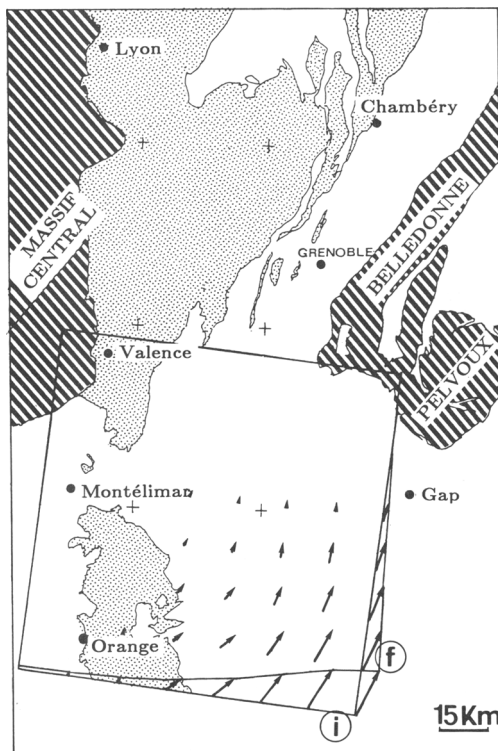 Lyon
Chambéry
MASSIF
CENTRAL
BELLEDONNE
GRENOBLE
Valence
PELVOUX
Montélimar
Gap
Orange
f
i
15Km